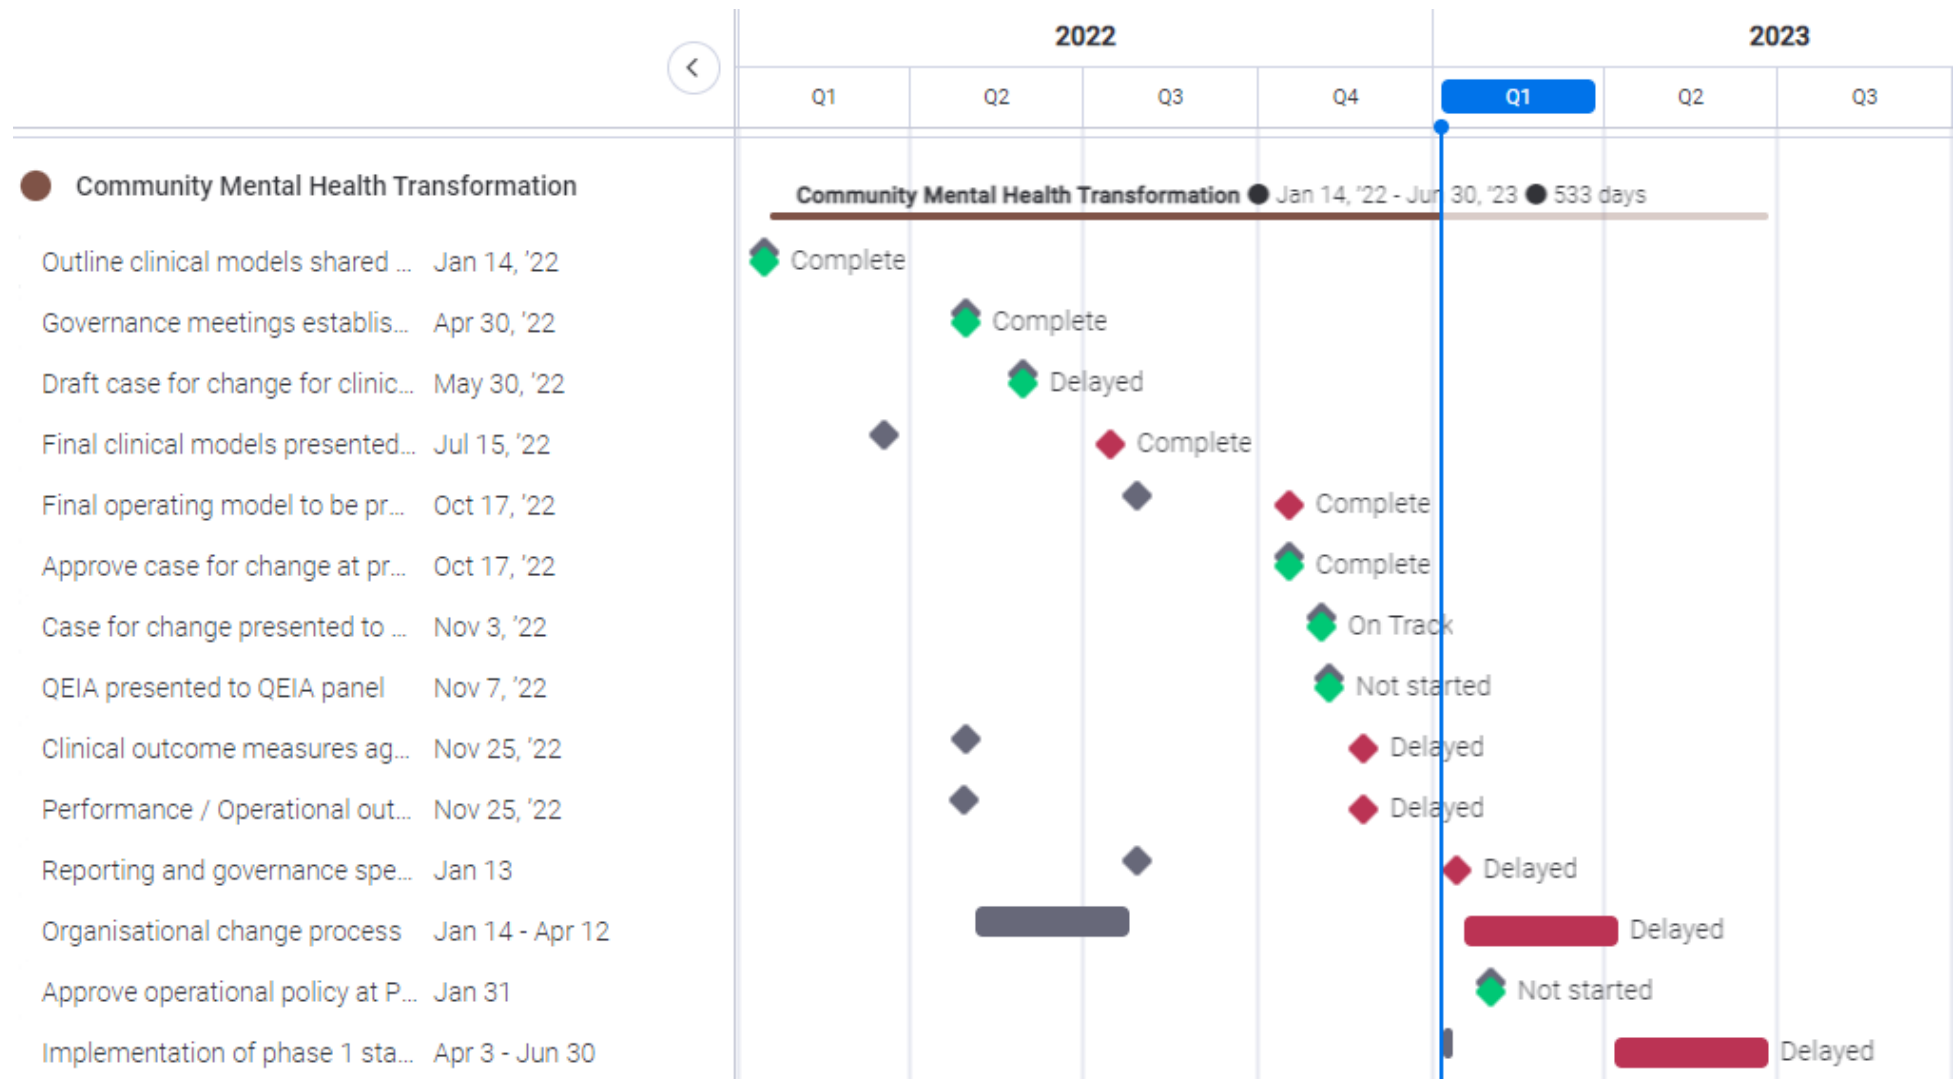 2022 2023
Q1 Q2 Q3 Q4 Q1 Q2 Q3
Community Mental Health Transformation
Community Mental Health Transformation ● Jan 14, '22 - Jun 30, '23 ● 533 days
Outline clinical models shared ... Jan 14, '22 Complete
Governance meetings establis... Apr 30, '22 Complete
Draft case for change for clinic... May 30, '22 Delayed
Final clinical models presented... Jul 15, '22 Complete
Final operating model to be pr... Oct 17, '22 Complete
Approve case for change at pr... Oct 17, '22 Complete
Case for change presented to ... Nov 3, '22 On Track
QEIA presented to QEIA panel Nov 7, '22 Not started
Clinical outcome measures ag... Nov 25, '22 Delayed
Performance / Operational out... Nov 25, '22 Delayed
Reporting and governance spe... Jan 13 Delayed
Organisational change process Jan 14 - Apr 12 Delayed
Approve operational policy at P... Jan 31 Not started
Implementation of phase 1 sta... Apr 3 - Jun 30 Delayed